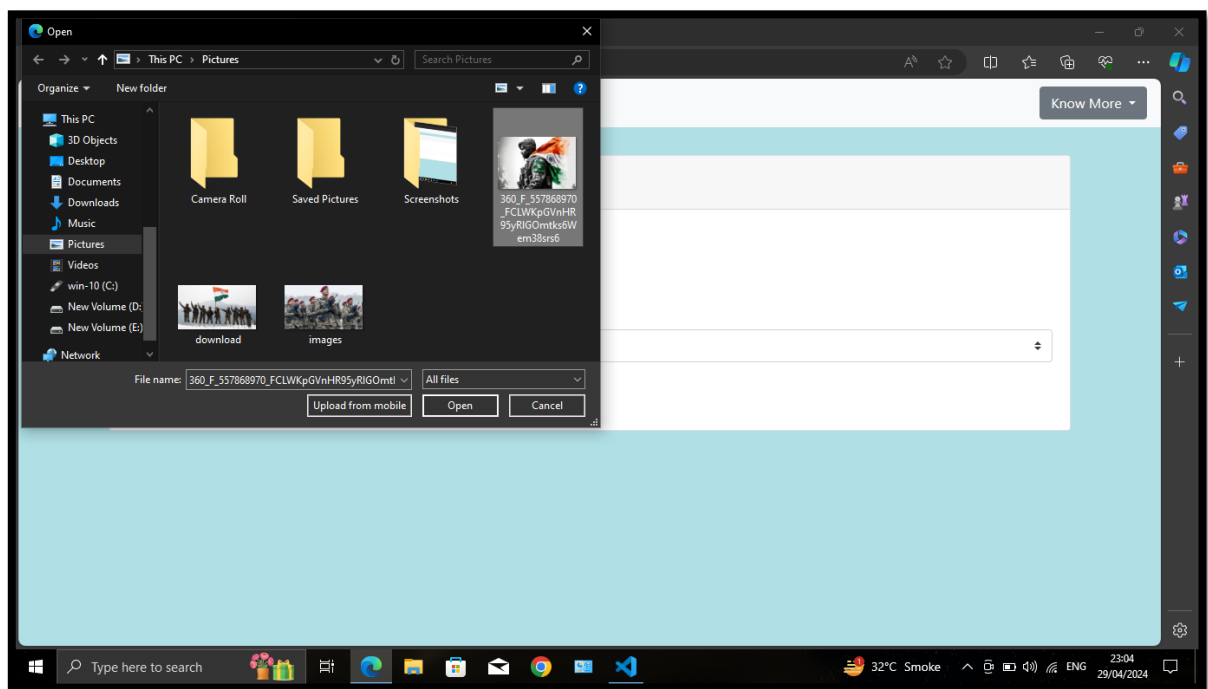 Open
This PC > Pictures
Search Pictures
Organize
New folder
Know More
This PC
3D Objects
Desktop
Documents
Downloads
Music
Pictures
Videos
win-10 (C:)
New Volume (D:
New Volume (E:)
Network
Camera Roll
Saved Pictures
Screenshots
360_F_557868970
_FCLWKpGVnHR
95yRIGOmtks6W
em38srs6
download
images
File name: 360_F_557868970_FCLWKpGVnHR95yRIGOmtl
All files
Upload from mobile
Open
Cancel
Type here to search
32°C Smoke
ENG
23:04
29/04/2024